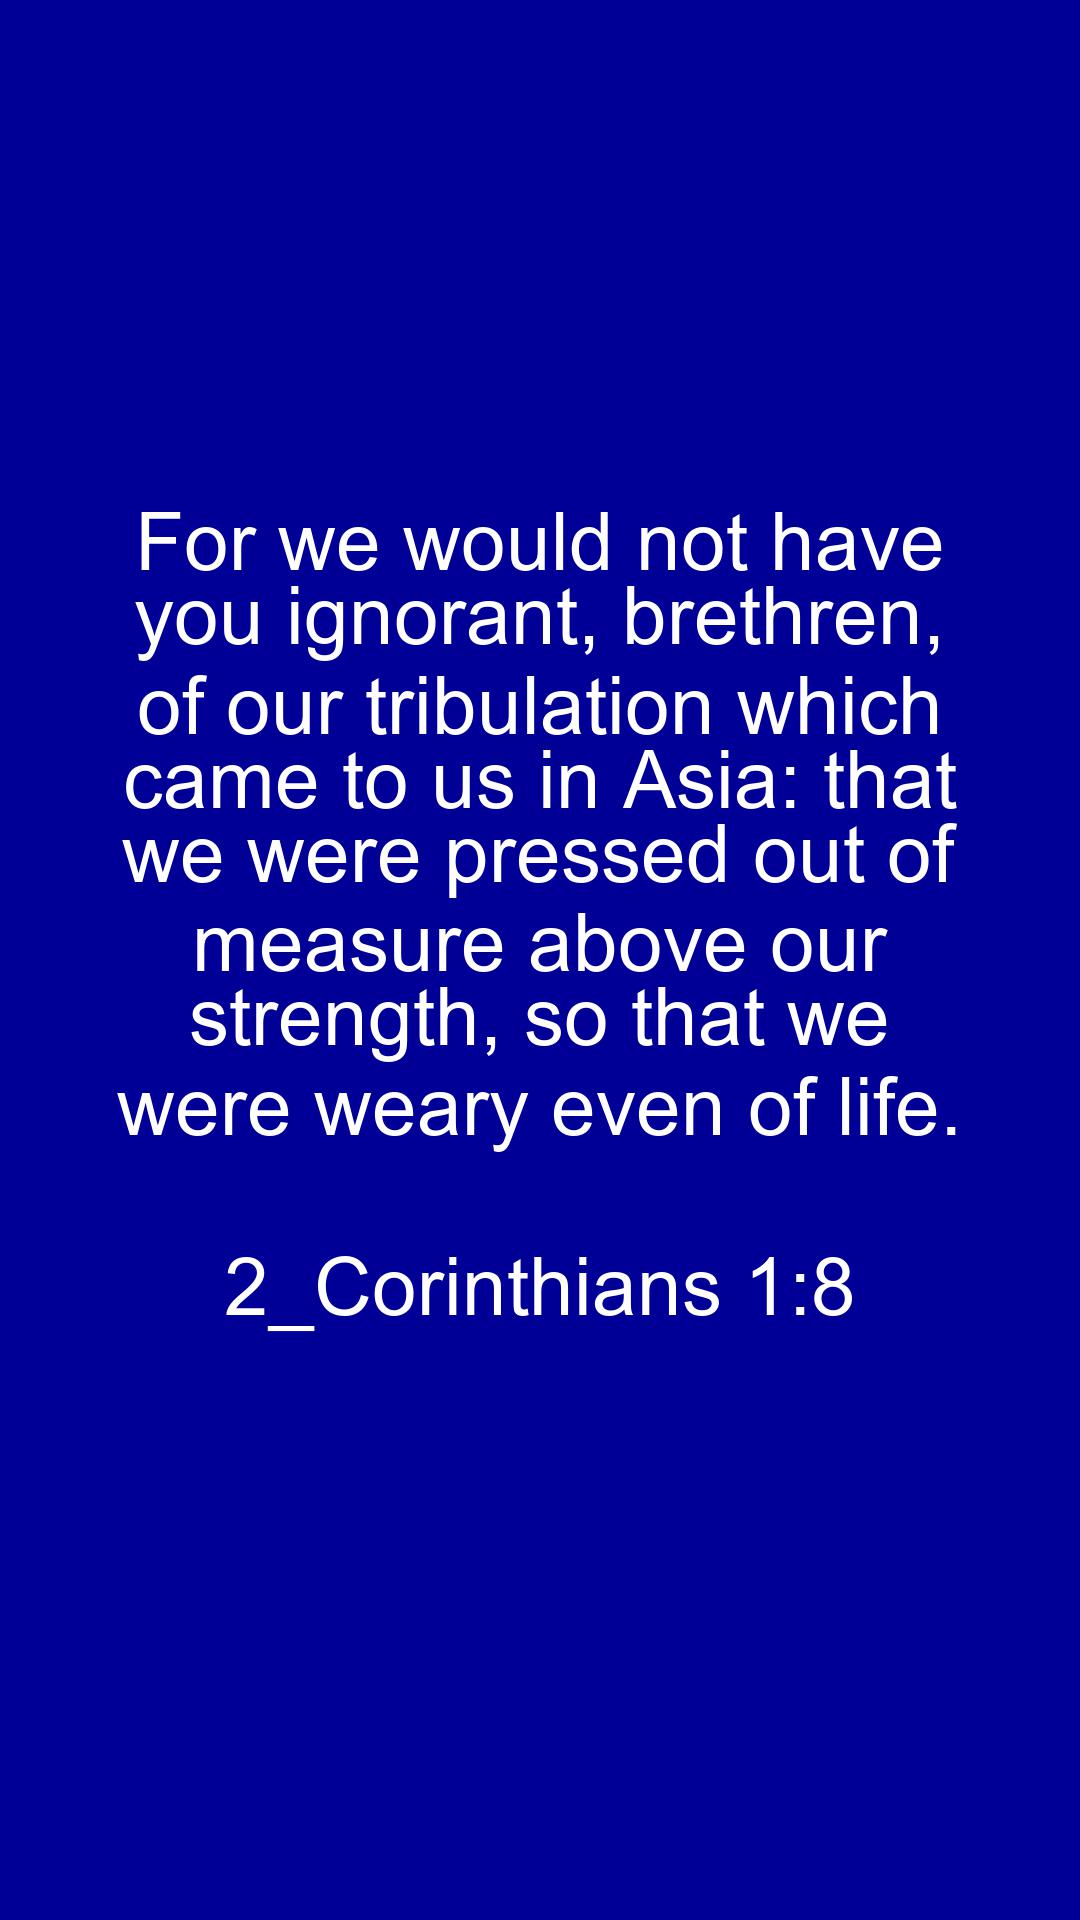 For we would not have
you ignorant, brethren,
of our tribulation which
came to us in Asia: that
we were pressed out of
measure above our
strength, so that we
were weary even of life.
2_Corinthians 1:8